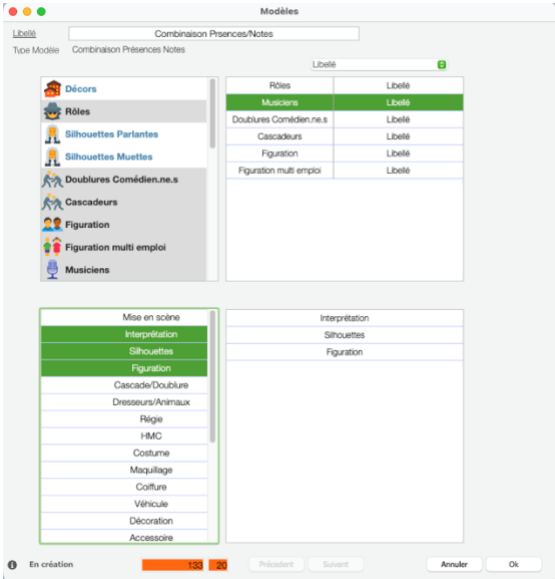 Modèles
Libellé Combinaison Prsences/Notes
Type Modèle Combinaison Présences Notes
Libellé
Décors
Rôles
Silhouettes Parlantes
Silhouettes Muettes
Doublures Comédien.ne.s
Cascadeurs
Figuration
Figuration multi emploi
Musiciens
Rôles Libellé
Musiciens Libellé
Doublures Comédien.ne.s Libellé
Cascadeurs Libellé
Figuration Libellé
Figuration multi emploi Libellé
Mise en scène
Interprétation
Silhouettes
Figuration
Cascade/Doublure
Dresseurs/Animaux
Régie
HMC
Costume
Maquillage
Coiffure
Véhicule
Décoration
Accessoire
Interprétation
Silhouettes
Figuration
En création 133 20 Précédent Suivant Annuler Ok